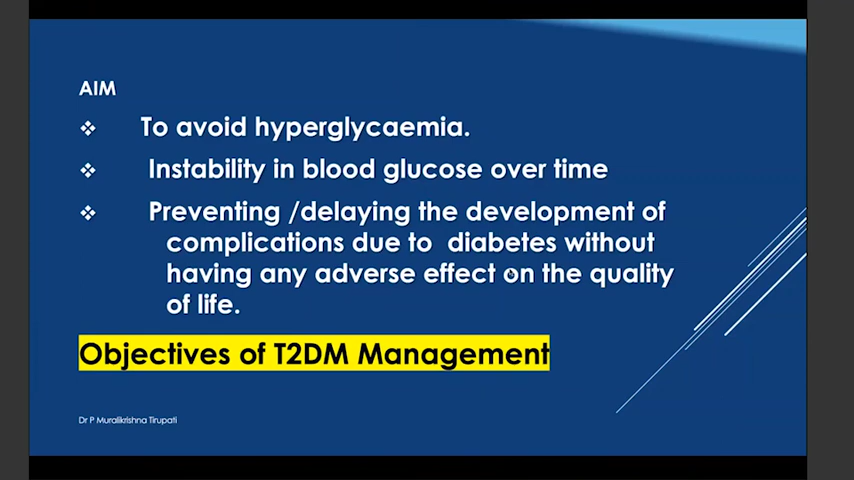 AIM
❖ To avoid hyperglycaemia.
❖ Instability in blood glucose over time
❖ Preventing /delaying the development of
complications due to diabetes without
having any adverse effect on the quality
of life.
Objectives of T2DM Management
Dr P Muralikrishna Tirupati